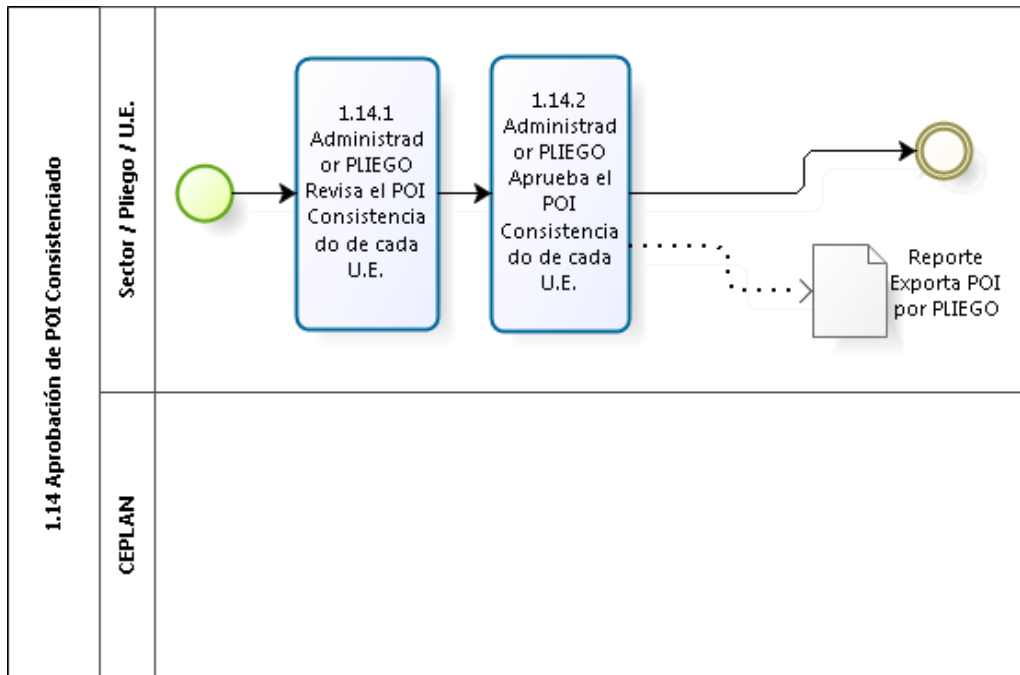 1.14 Aprobación de POI Consistenciado
Sector / Pliego / U.E.
1.14.1
Administrad
or PLIEGO
Revisa el POI
Consistencia
do de cada
U.E.
1.14.2
Administrad
or PLIEGO
Aprueba el
POI
Consistencia
do de cada
U.E.
Reporte
Exporta POI
por PLIEGO
CEPLAN